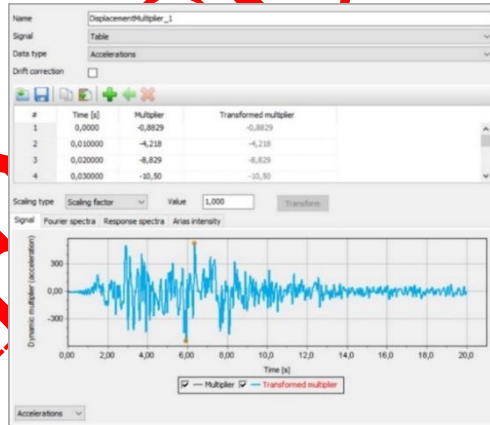 Name DisplacementMultiplier_1
Signal Table
Data type Accelerations
Drift correction
# Time [s] Multiplier Transformed multiplier
1 0,0000 -0,8829 -0,8829
2 0,010000 -4,218 -4,218
3 0,020000 -8,829 -8,829
4 0,030000 -10,50 -10,50
Scaling type Scaling factor Value 1,000 Transform
Signal Fourier spectra Response spectra Arias intensity
Dynamic multiplier (acceleration)
300
0,00
-300
0,00 2,00 4,00 6,00 8,00 10,0 12,0 14,0 16,0 18,0 20,0
Time [s]
Multiplier Transformed multiplier
Accelerations